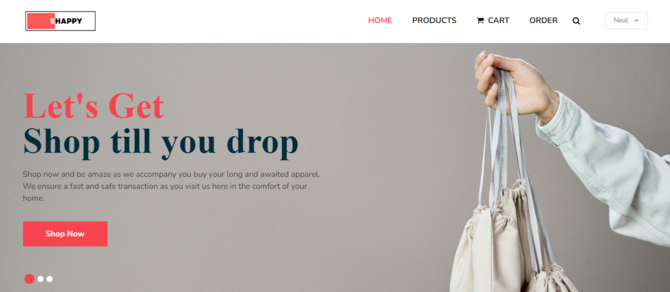 SHAPPY
HOME PRODUCTS CART ORDER Neal
Let's Get
Shop till you drop
Shop now and be amaze as we accompany you buy your long and awaited apparel.
We ensure a fast and safe transaction as you visit us here in the comfort of your
home.
Shop Now